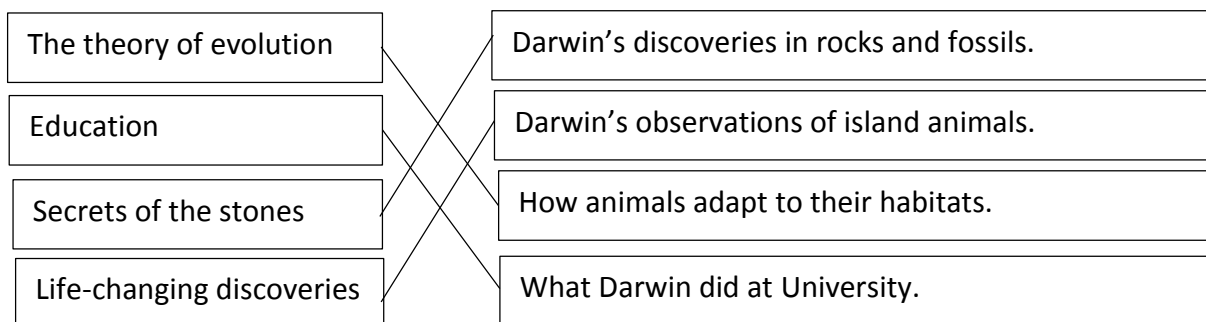 The theory of evolution
Darwin’s discoveries in rocks and fossils.
Education
Darwin’s observations of island animals.
Secrets of the stones
How animals adapt to their habitats.
Life-changing discoveries
What Darwin did at University.